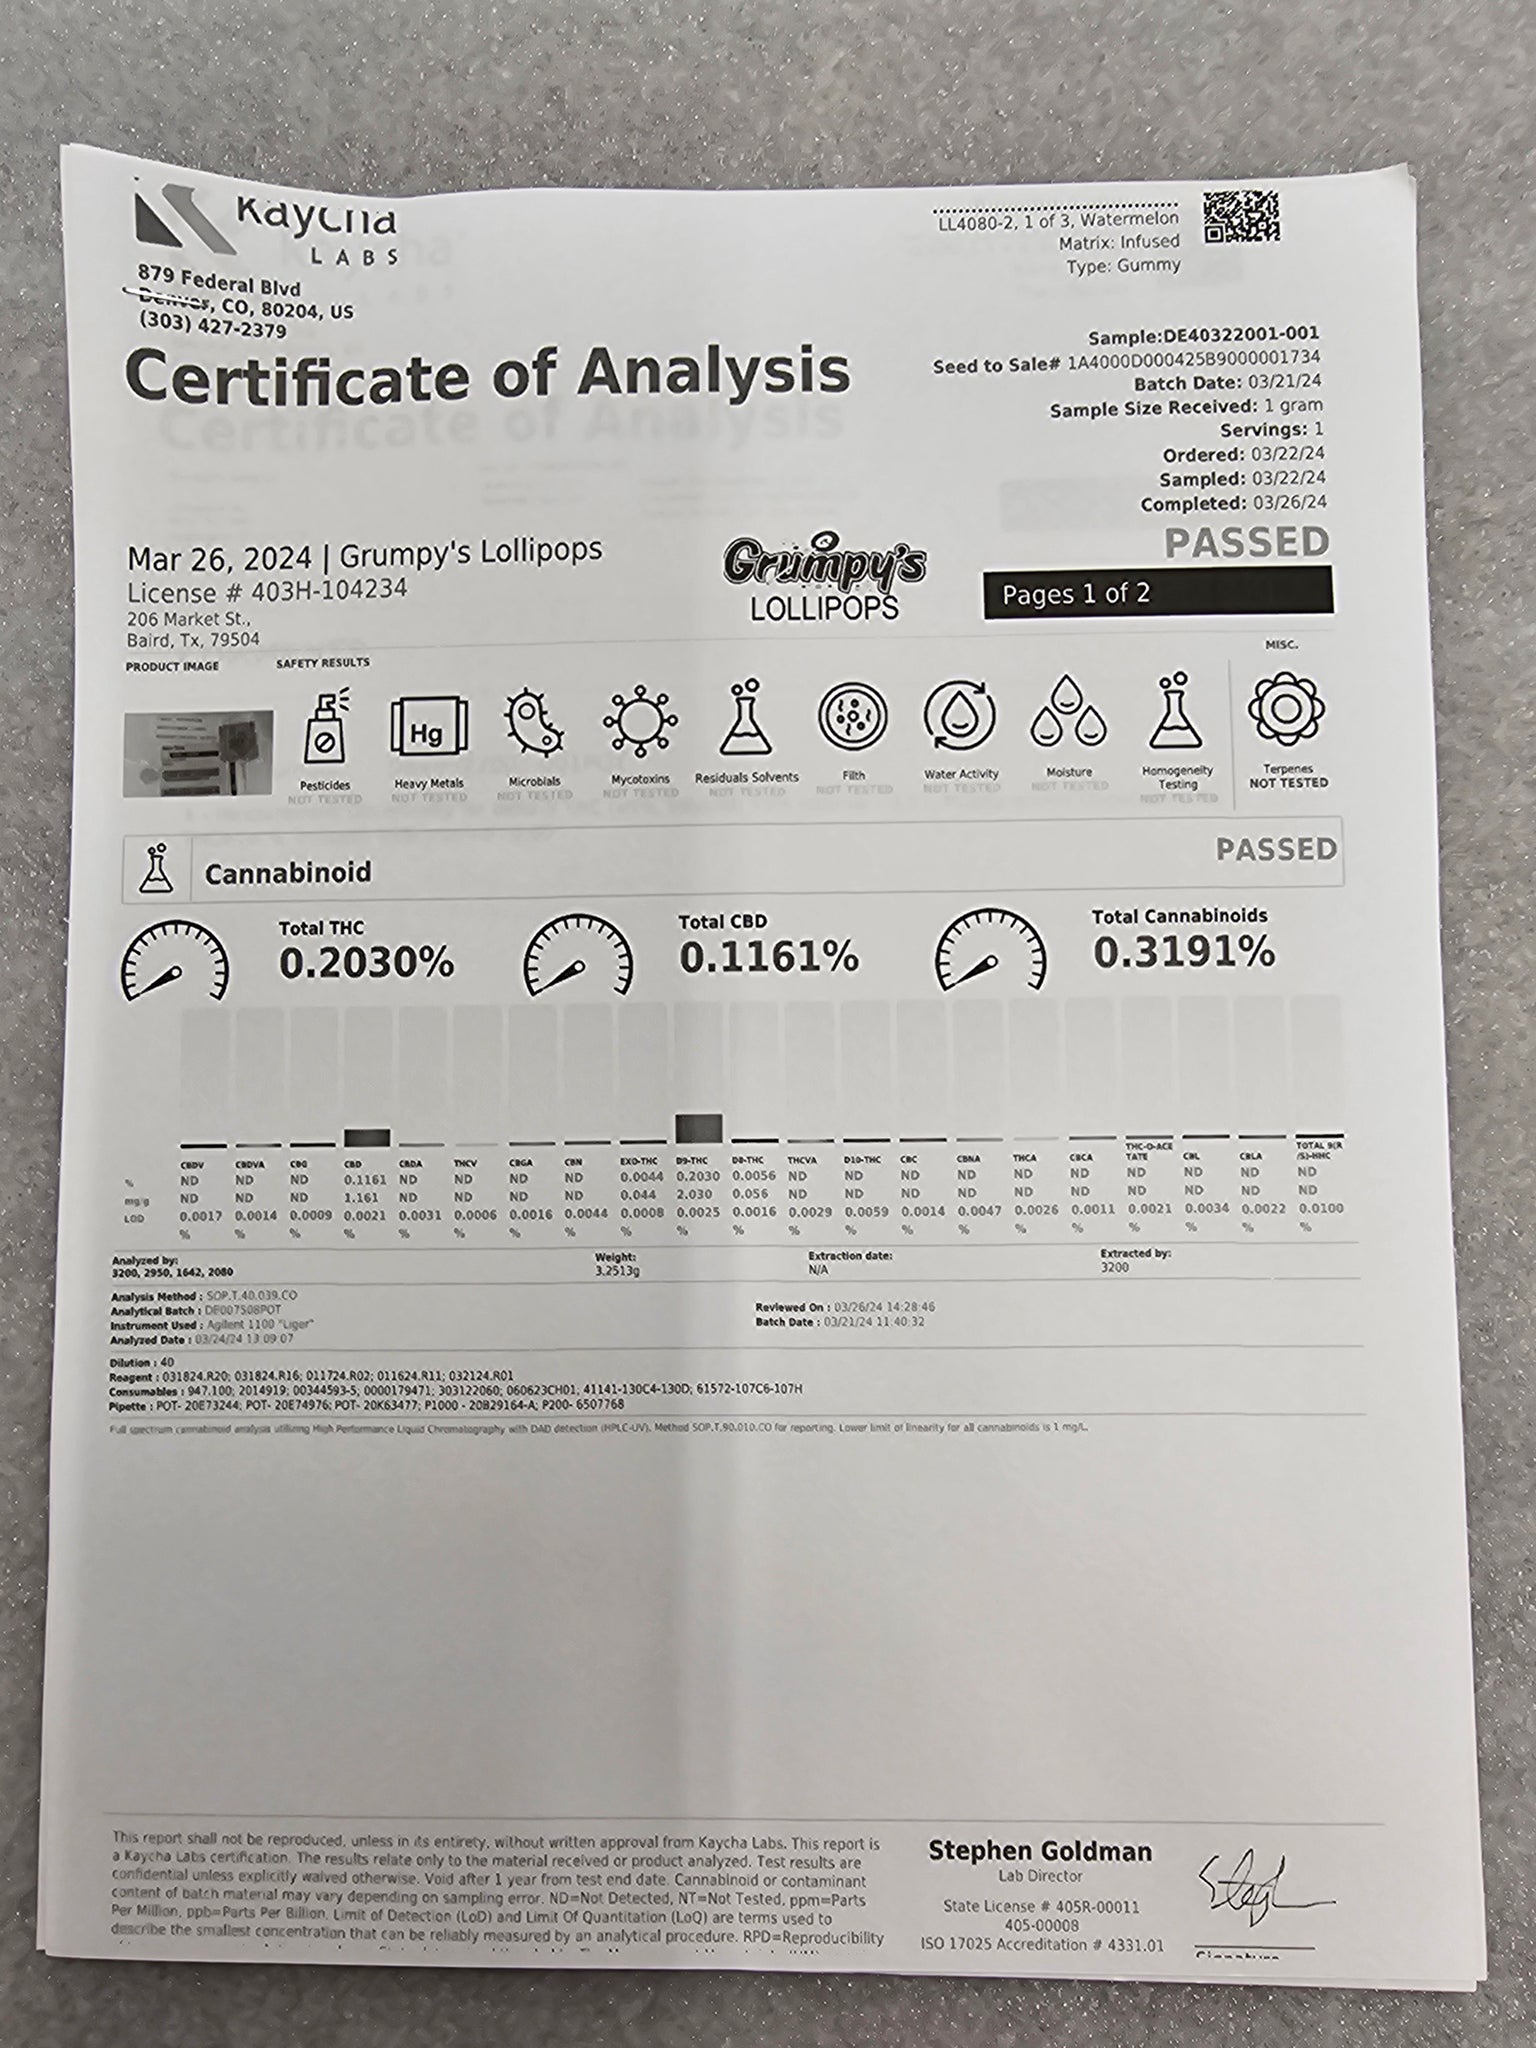 Kaycha
LABS
879 Federal Blvd
Denver, CO, 80204, US
(303) 427-2379
LL4080-2, 1 of 3, Watermelon
Matrix: Infused
Type: Gummy
Certificate of Analysis
Sample:DE40322001-001
Seed to Sale# 1A4000D000425B9000001734
Batch Date: 03/21/24
Sample Size Received: 1 gram
Servings: 1
Ordered: 03/22/24
Sampled: 03/22/24
Completed: 03/26/24
PASSED
Mar 26, 2024 | Grumpy's Lollipops
License # 403H-104234
206 Market St.,
Baird, Tx, 79504
Grumpy's
LOLLIPOPS
Pages 1 of 2
PRODUCT IMAGE
SAFETY RESULTS
MISC.
Hg
Pesticides
NOT TESTED
Heavy Metals
NOT TESTED
Microbials
NOT TESTED
Mycotoxins
NOT TESTED
Residuals Solvents
NOT TESTED
Filth
NOT TESTED
Water Activity
NOT TESTED
Moisture
NOT TESTED
Homogeneity
Testing
NOT TESTED
Terpenes
NOT TESTED
Cannabinoid
PASSED
Total THC
0.2030%
Total CBD
0.1161%
Total Cannabinoids
0.3191%
CBDV CBDVA CBG CBD CBDA THCV CBGA CBN EXO-THC D9-THC D8-THC THCVA D10-THC CBC CBNA THCA CBCA THC-O-ACE TATE CBL CBLA TOTAL 9(R /S)-HHC
% ND ND ND 0.1161 ND ND ND ND 0.0044 0.2030 0.0056 ND ND ND ND ND ND ND ND ND ND
mg/g ND ND ND 1.161 ND ND ND ND 0.044 2.030 0.056 ND ND ND ND ND ND ND ND ND ND
LOD 0.0017 0.0014 0.0009 0.0021 0.0031 0.0006 0.0016 0.0044 0.0008 0.0025 0.0016 0.0029 0.0059 0.0014 0.0047 0.0026 0.0011 0.0021 0.0034 0.0022 0.0100
% % % % % % % % % % % % % % % % % % % % %
Analyzed by:
3200, 2950, 1642, 2080
Weight:
3.2513g
Extraction date:
N/A
Extracted by:
3200
Analysis Method : SOP.T.40.039.CO
Analytical Batch : DE007508POT
Instrument Used : Agilent 1100 "Liger"
Analyzed Date : 03/24/24 13:09:07
Reviewed On : 03/26/24 14:28:46
Batch Date : 03/21/24 11:40:32
Dilution : 40
Reagent : 031824.R20; 031824.R16; 011724.R02; 011624.R11; 032124.R01
Consumables : 947.100; 2014919; 00344593-5; 0000179471; 303122060; 060623CH01; 41141-130C4-130D; 61572-107C6-107H
Pipette : POT- 20E73244; POT- 20E74976; POT- 20K63477; P1000 - 20B29164-A; P200- 6507768
Full spectrum cannabinoid analysis utilizing High Performance Liquid Chromatography with DAD detection (HPLC-UV). Method SOP.T.90.010.CO for reporting. Lower limit of linearity for all cannabinoids is 1 mg/L.
This report shall not be reproduced, unless in its entirety, without written approval from Kaycha Labs. This report is
a Kaycha Labs certification. The results relate only to the material received or product analyzed. Test results are
confidential unless explicitly waived otherwise. Void after 1 year from test end date. Cannabinoid or contaminant
content of batch material may vary depending on sampling error. ND=Not Detected, NT=Not Tested, ppm=Parts
Per Million, ppb=Parts Per Billion. Limit of Detection (LoD) and Limit Of Quantitation (LoQ) are terms used to
describe the smallest concentration that can be reliably measured by an analytical procedure. RPD=Reproducibility
Stephen Goldman
Lab Director
State License # 405R-00011
405-00008
ISO 17025 Accreditation # 4331.01
Signature